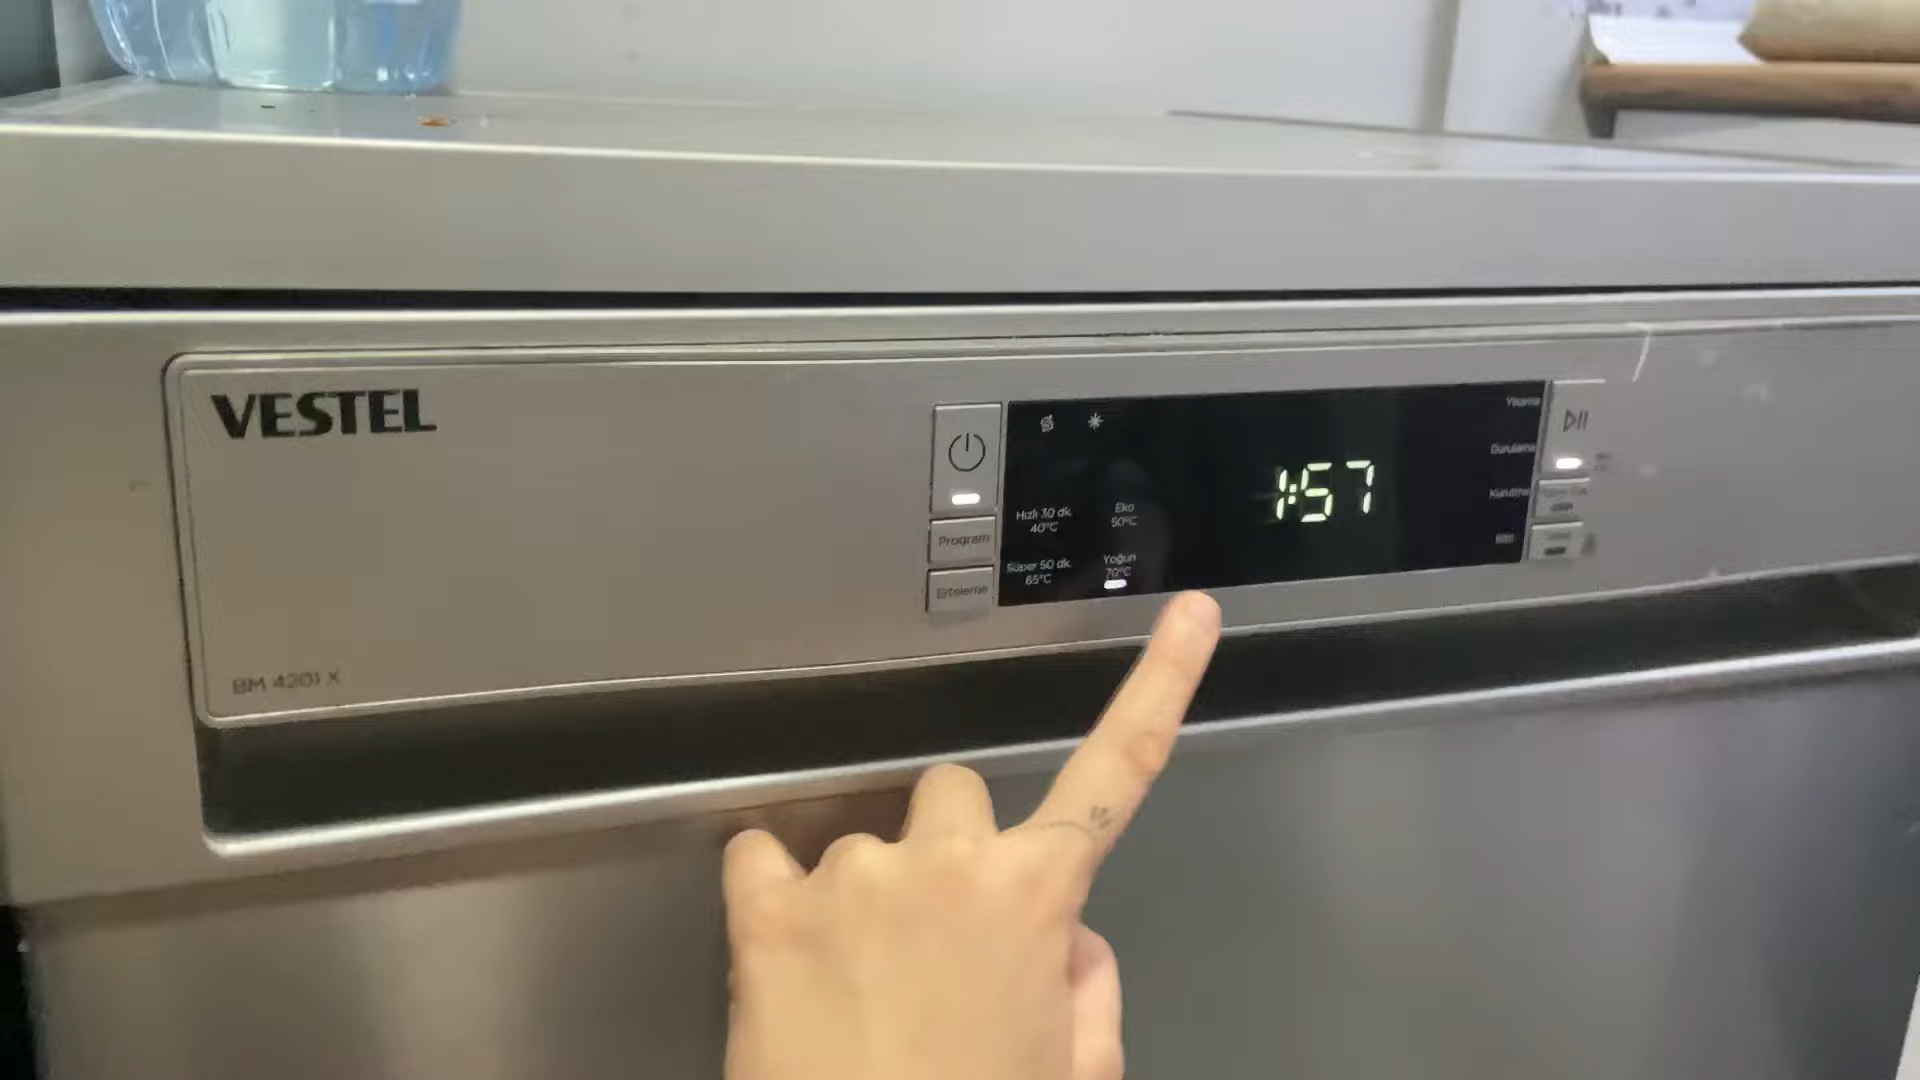 VESTEL
Yıkama
Durulama
1:57
Kurutma
Hızlı 30 dk.
40°C
Eko
50°C
Program
Süper 50 dk.
65°C
Yoğun
70°C
Erteleme
BM 4201 X